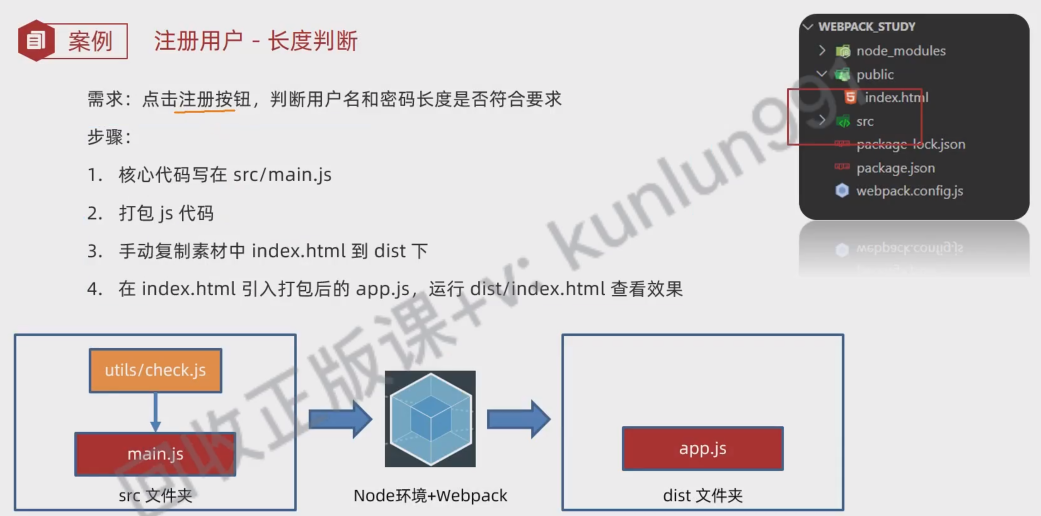 案例
注册用户 - 长度判断
需求：点击注册按钮，判断用户名和密码长度是否符合要求
步骤：
1. 核心代码写在 src/main.js
2. 打包 js 代码
3. 手动复制素材中 index.html 到 dist 下
4. 在 index.html 引入打包后的 app.js，运行 dist/index.html 查看效果
WEBPACK_STUDY
node_modules
public
index.html
src
package-lock.json
package.json
webpack.config.js
webpack.config.js
utils/check.js
main.js
src 文件夹
Node环境+Webpack
app.js
dist 文件夹
回收正版课+v: kunlun991